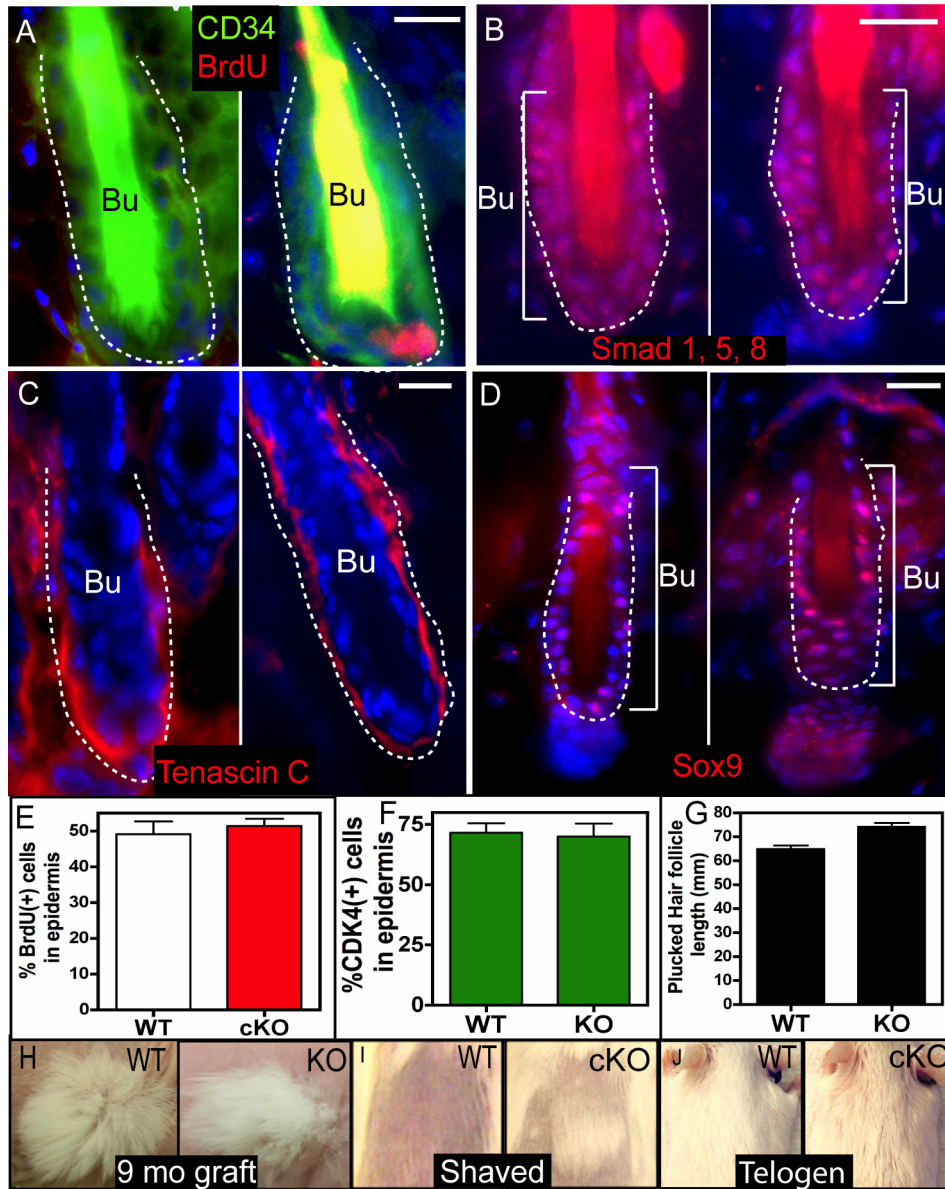 A
CD34
BrdU
Bu
Bu
B
Bu
Bu
Smad 1, 5, 8
C
Bu
Bu
Tenascin C
D
Bu
Bu
Sox9
E
% BrdU(+) cells
in epidermis
50
40
30
20
10
0
WT
cKO
F
%CDK4(+) cells
in epidermis
75
50
25
0
WT
KO
G
Plucked Hair follicle
length (mm)
80
70
60
50
40
30
20
10
0
WT
KO
H
WT
KO
9 mo graft
I
WT
cKO
Shaved
J
WT
cKO
Telogen